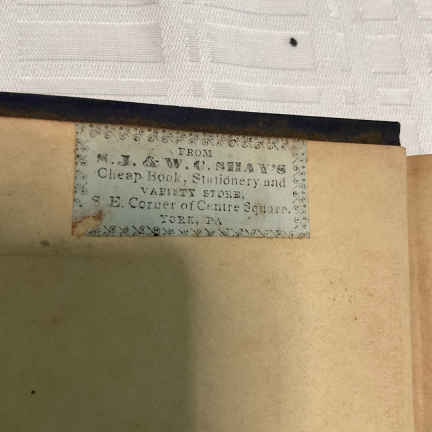 FROM
S. J. & W. C. SHAY'S
Cheap Book, Stationery and
VARIETY STORE,
S. E. Corner of Centre Square.
YORK, PA